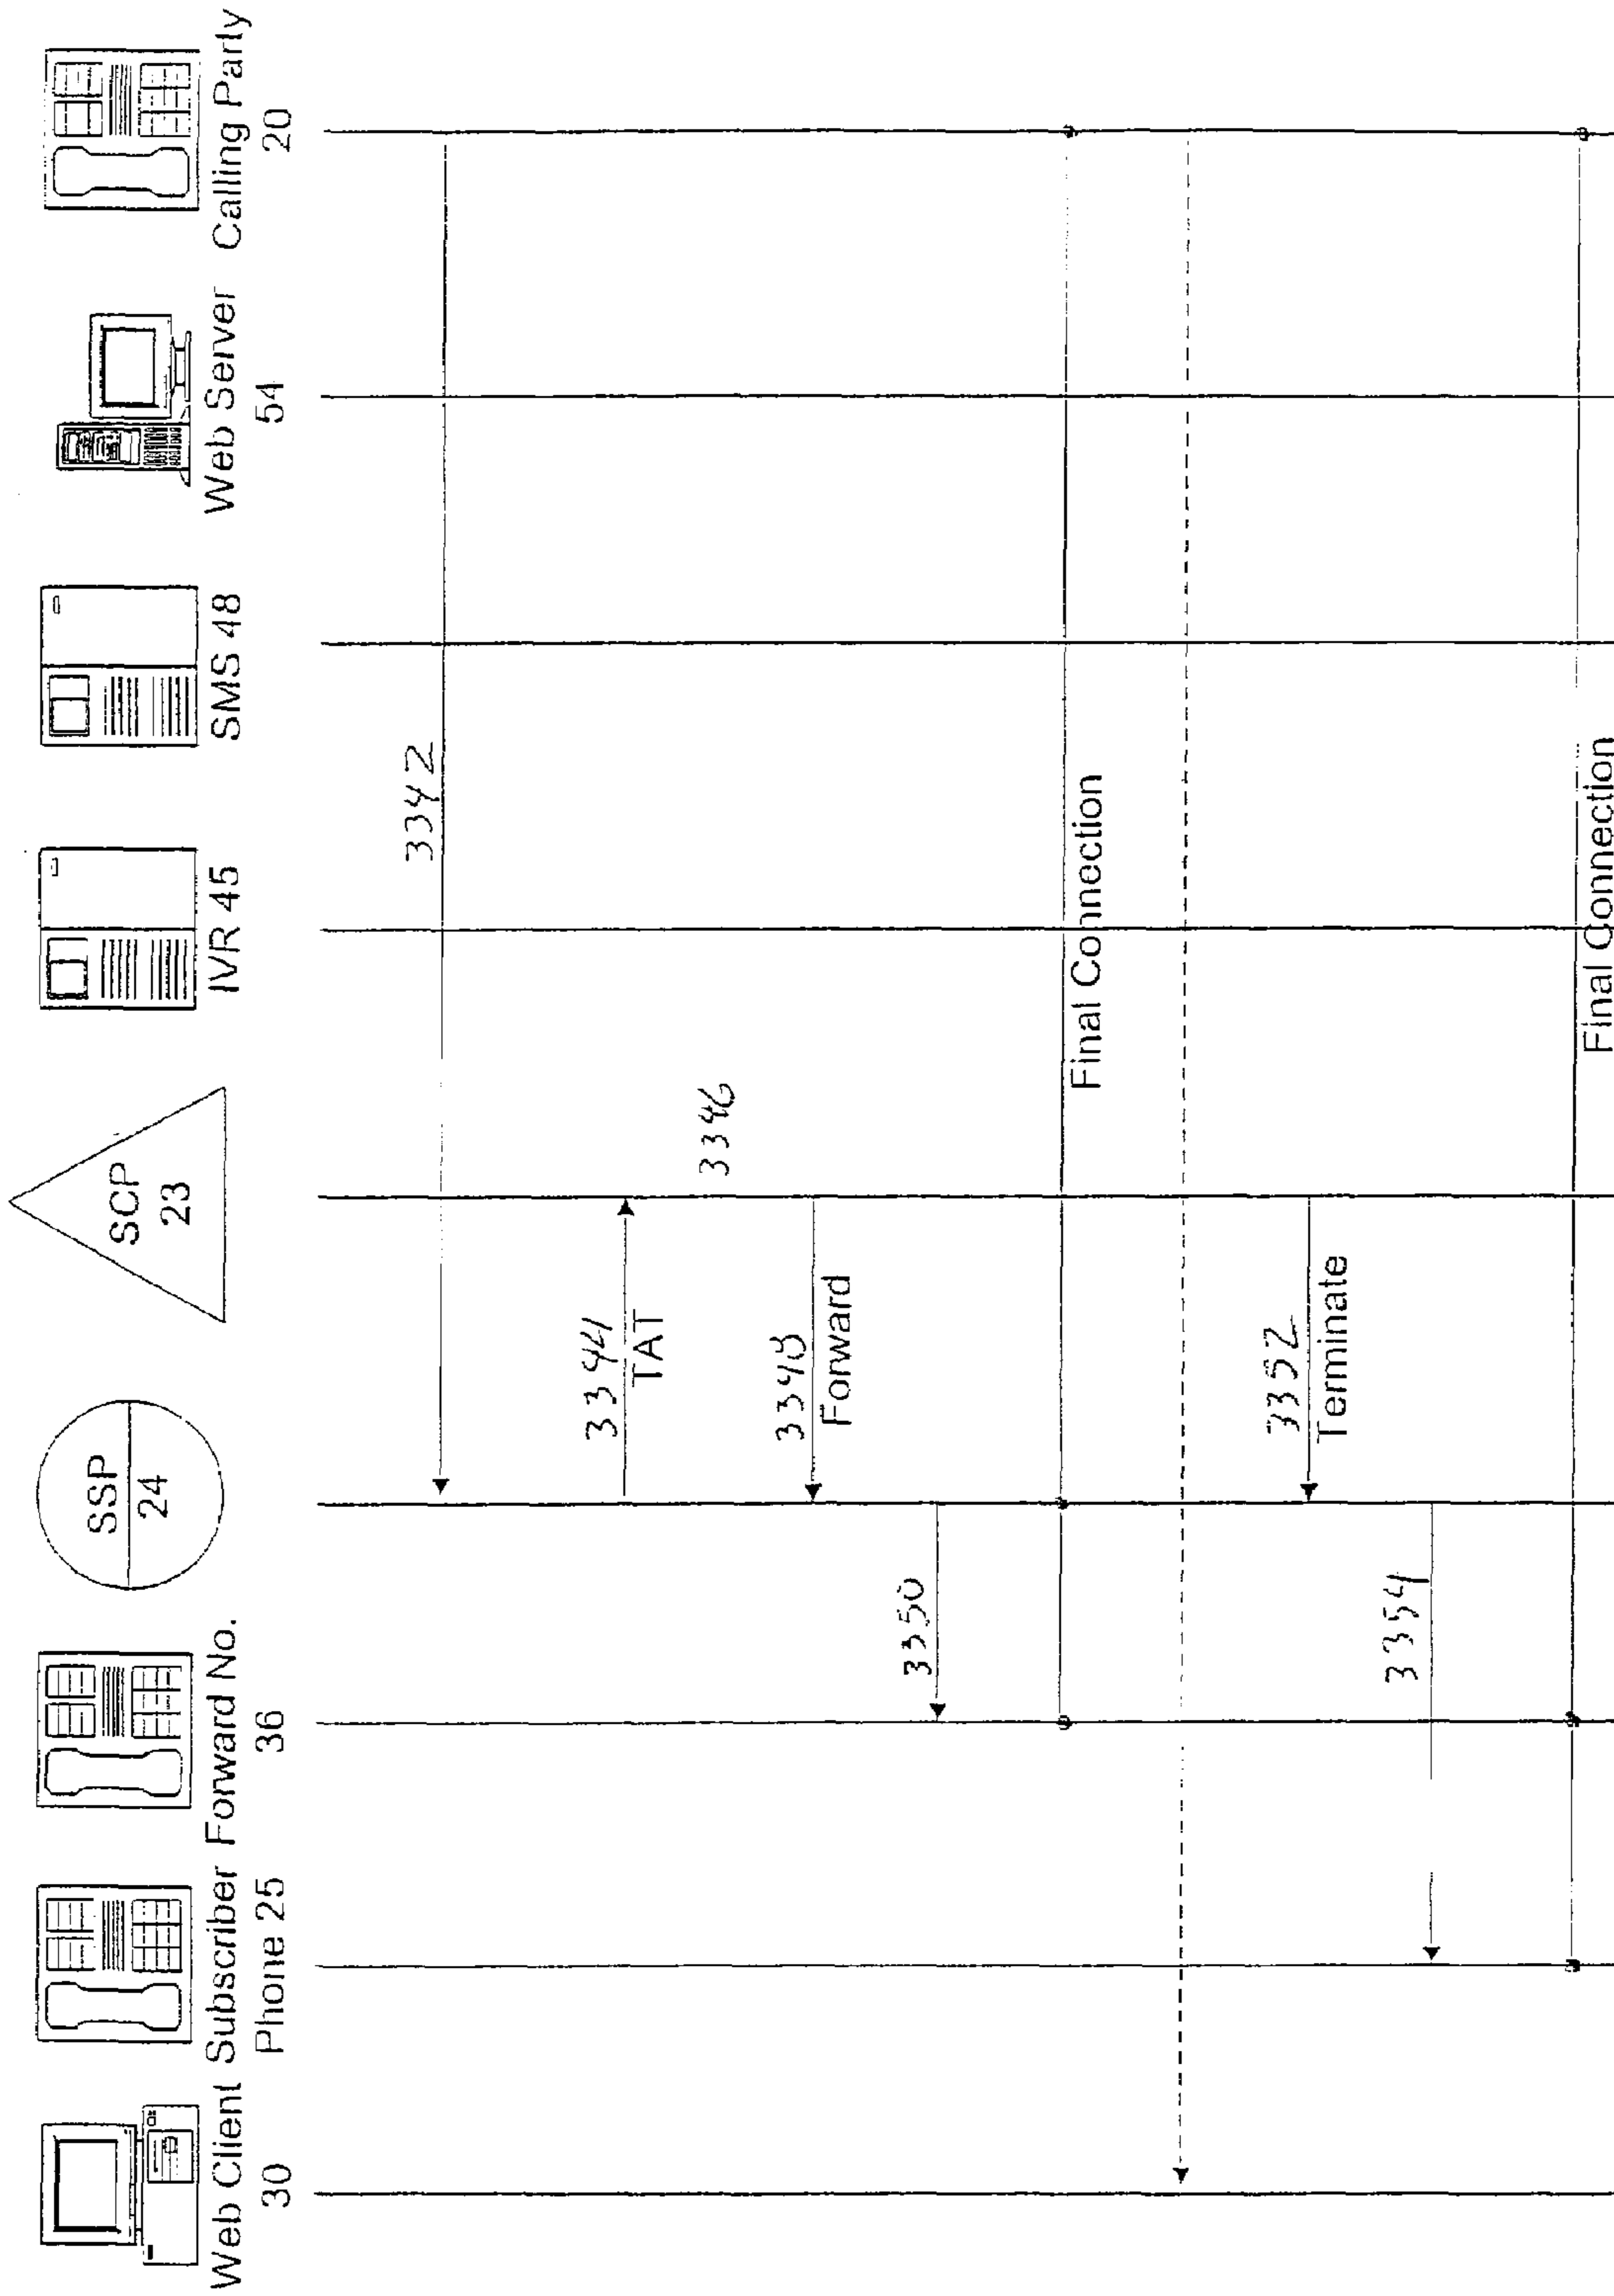 Web Client
30
Subscriber
Phone 25
Forward No.
36
SSP
24
SCP
23
IVR 45
SMS 48
Web Server
54
Calling Party
20
3342
3344
TAT
3346
3348
Forward
3350
Final Connection
3352
Terminate
3354
Final Connection